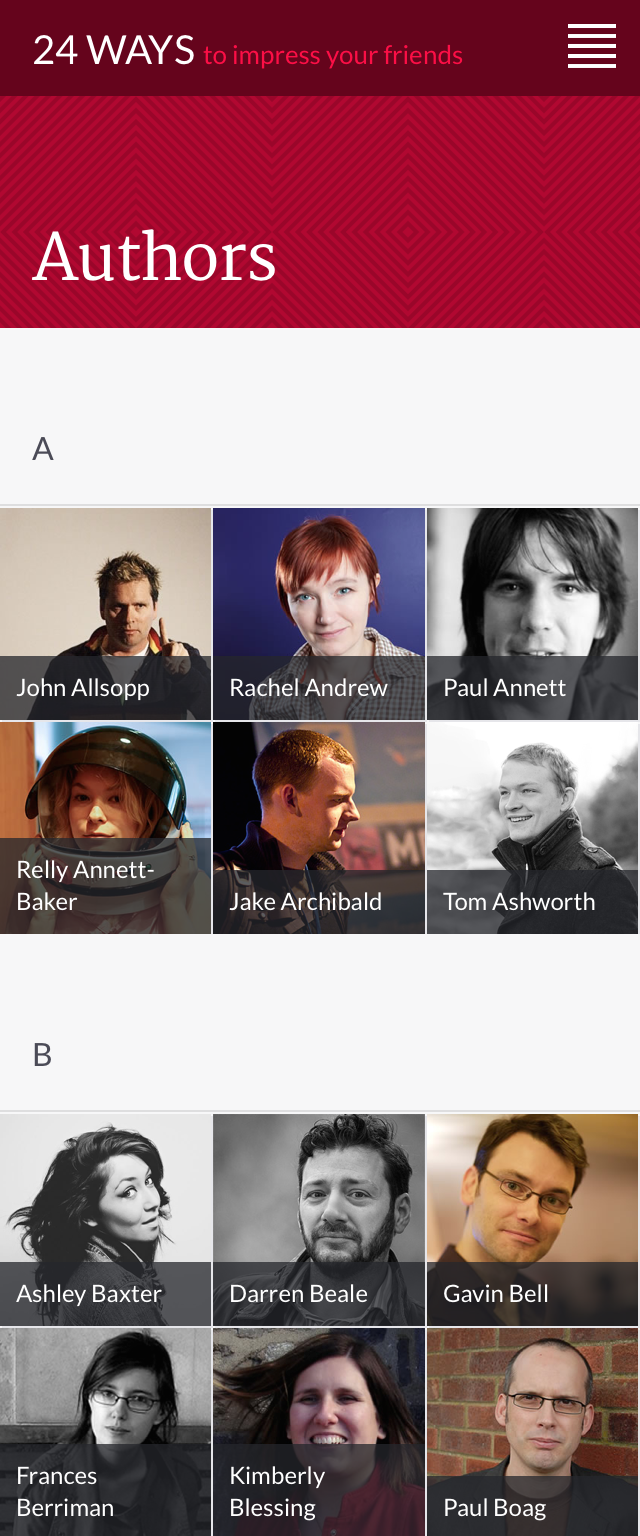 24 WAYS to impress your friends
Authors
A
John Allsopp
Rachel Andrew
Paul Annett
Relly Annett-
Baker
Jake Archibald
Tom Ashworth
B
Ashley Baxter
Darren Beale
Gavin Bell
Frances
Berriman
Kimberly
Blessing
Paul Boag